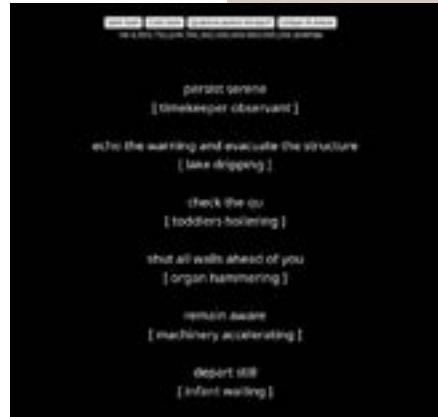 persist serene
[ timekeeper observant ]
echo the warning and evacuate the structure
[ lake dripping ]
check the
[ toddlers hollering ]
shut all walls ahead of you
[ organ hammering ]
remain aware
[ machinery accelerating ]
depart still
[ infant wailing ]